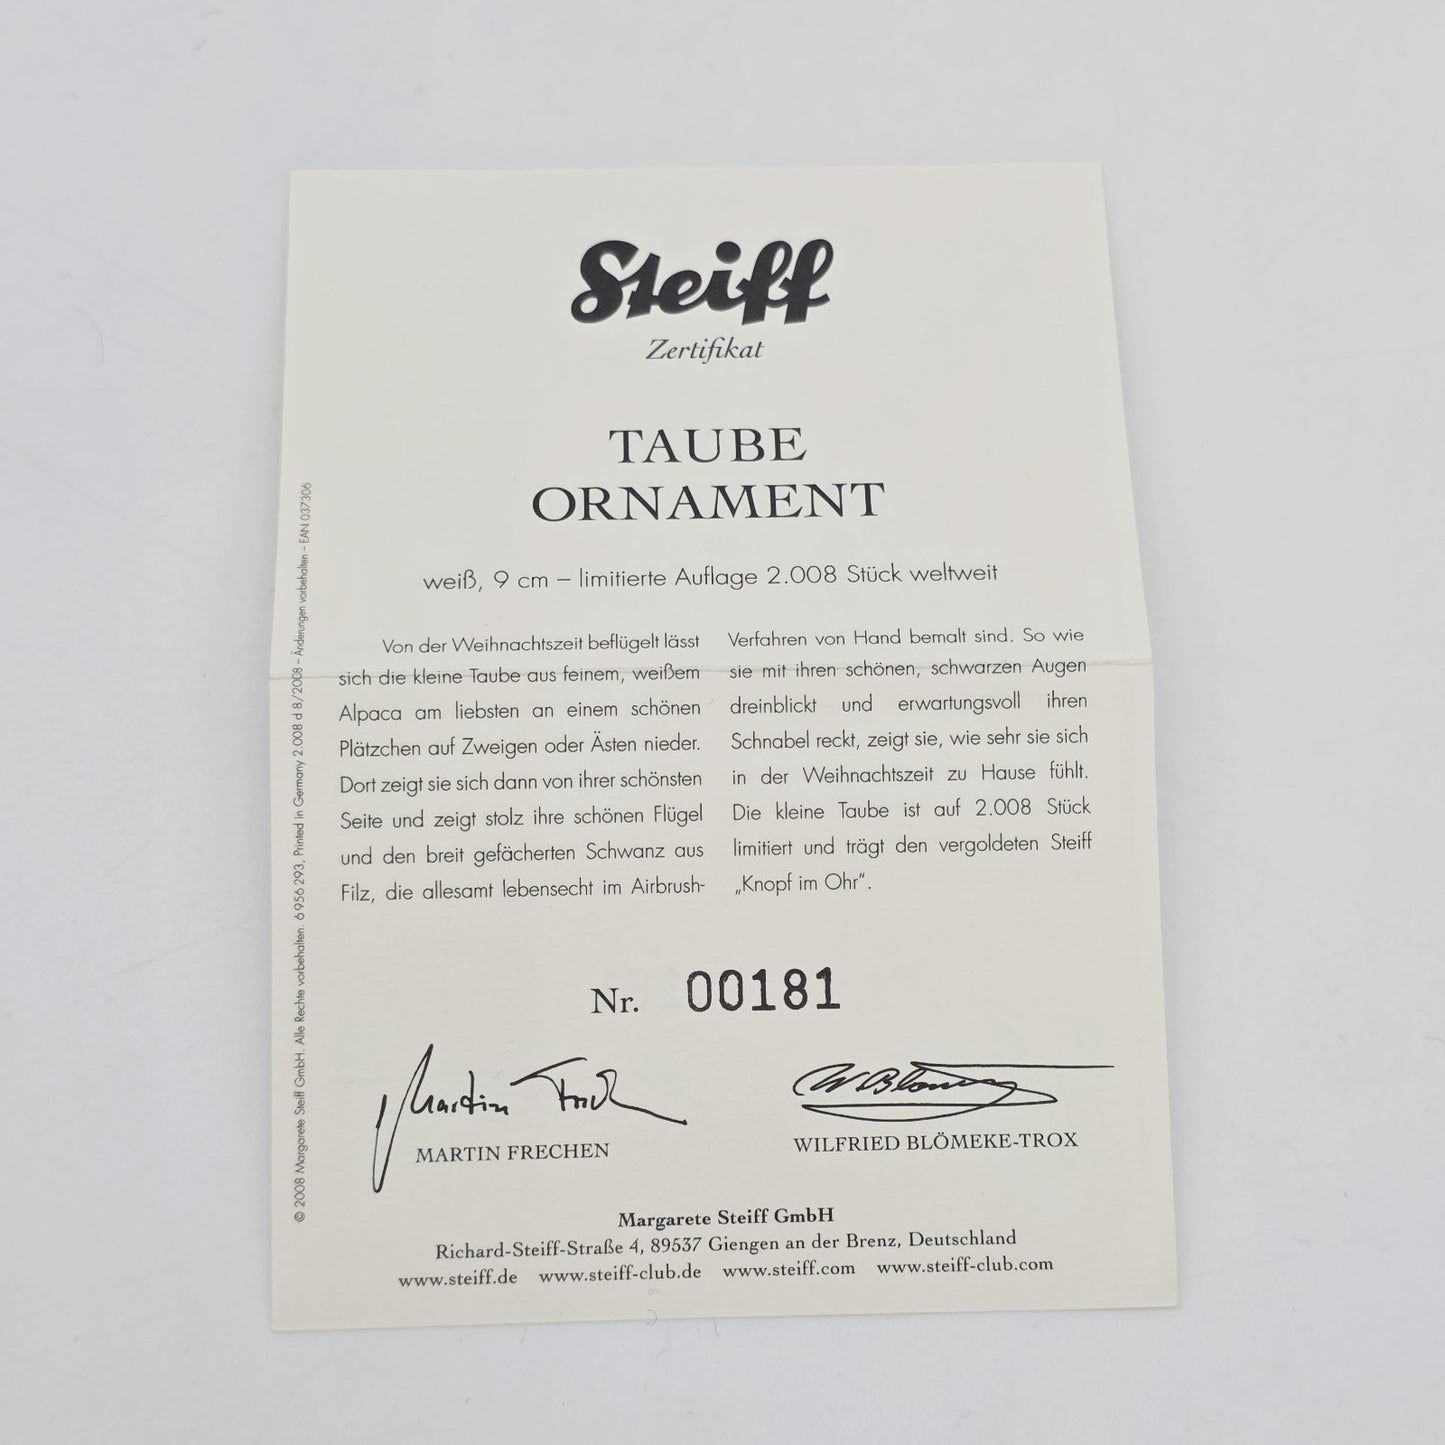 Steiff
Zertifikat
TAUBE
ORNAMENT
weiß, 9 cm – limitierte Auflage 2.008 Stück weltweit
Von der Weihnachtszeit beflügelt lässt
sich die kleine Taube aus feinem, weißem
Alpaca am liebsten an einem schönen
Plätzchen auf Zweigen oder Ästen nieder.
Dort zeigt sie sich dann von ihrer schönsten
Seite und zeigt stolz ihre schönen Flügel
und den breit gefächerten Schwanz aus
Filz, die allesamt lebensecht im Airbrush-
Verfahren von Hand bemalt sind. So wie
sie mit ihren schönen, schwarzen Augen
dreinblickt und erwartungsvoll ihren
Schnabel reckt, zeigt sie, wie sehr sie sich
in der Weihnachtszeit zu Hause fühlt.
Die kleine Taube ist auf 2.008 Stück
limitiert und trägt den vergoldeten Steiff
„Knopf im Ohr“.
Nr. 00181
MARTIN FRECHEN
WILFRIED BLÖMEKE-TROX
Margarete Steiff GmbH
Richard-Steiff-Straße 4, 89537 Giengen an der Brenz, Deutschland
www.steiff.de www.steiff-club.de www.steiff.com www.steiff-club.com
© 2008 Margarete Steiff GmbH. Alle Rechte vorbehalten. 6 956 293, Printed in Germany 2.008 d 8/2008 – Änderungen vorbehalten – EAN 037306